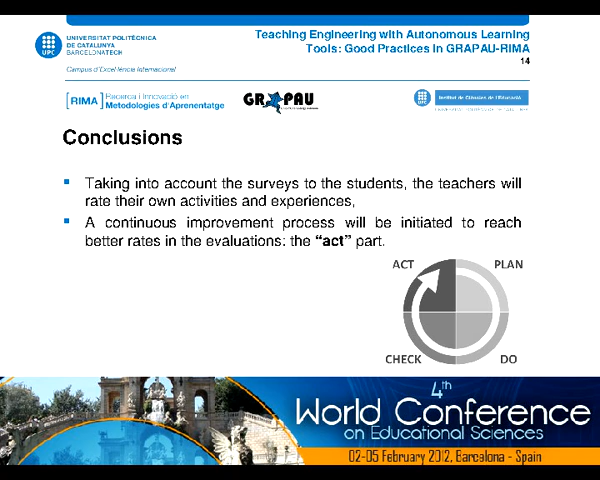 UNIVERSITAT POLITÈCNICA
DE CATALUNYA
BARCELONATECH
UPC
Campus d'Excel·lència Internacional
Teaching Engineering with Autonomous Learning
Tools: Good Practices in GRAPAU-RIMA
14
[RIMA] Recerca i Innovació en
Metodologies d'Aprenentatge
GRAPAU
Institut de Ciències de l'Educació
Conclusions
Taking into account the surveys to the students, the teachers will
rate their own activities and experiences,
A continuous improvement process will be initiated to reach
better rates in the evaluations: the “act” part.
ACT
PLAN
CHECK
DO
4th
World Conference
on Educational Sciences
02-05 February 2012, Barcelona - Spain